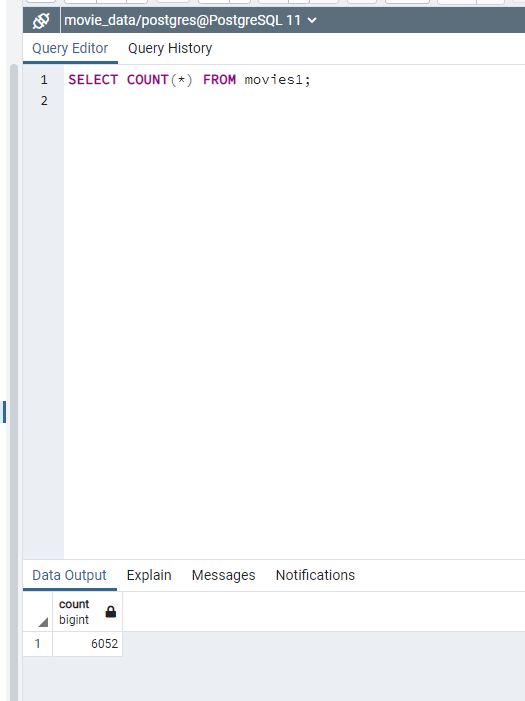 movie_data/postgres@PostgreSQL 11
Query Editor Query History
1 SELECT COUNT(*) FROM movies1;
2
Data Output Explain Messages Notifications
count
bigint
1 6052